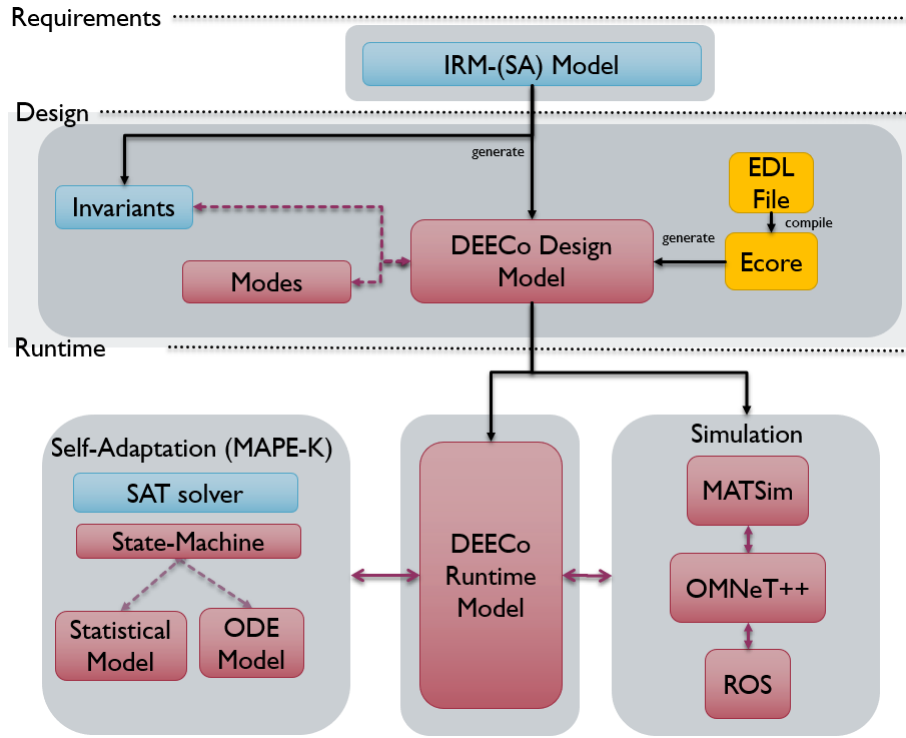 Requirements
IRM-(SA) Model
Design
generate
EDL
File
Invariants
compile
DEECo Design
Model
generate
Ecore
Modes
Runtime
Self-Adaptation (MAPE-K)
SAT solver
State-Machine
Statistical
Model
ODE
Model
DEECo
Runtime
Model
Simulation
MATSim
OMNeT++
ROS